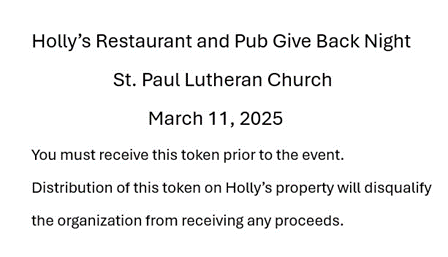 Holly’s Restaurant and Pub Give Back Night
St. Paul Lutheran Church
March 11, 2025
You must receive this token prior to the event.
Distribution of this token on Holly’s property will disqualify
the organization from receiving any proceeds.